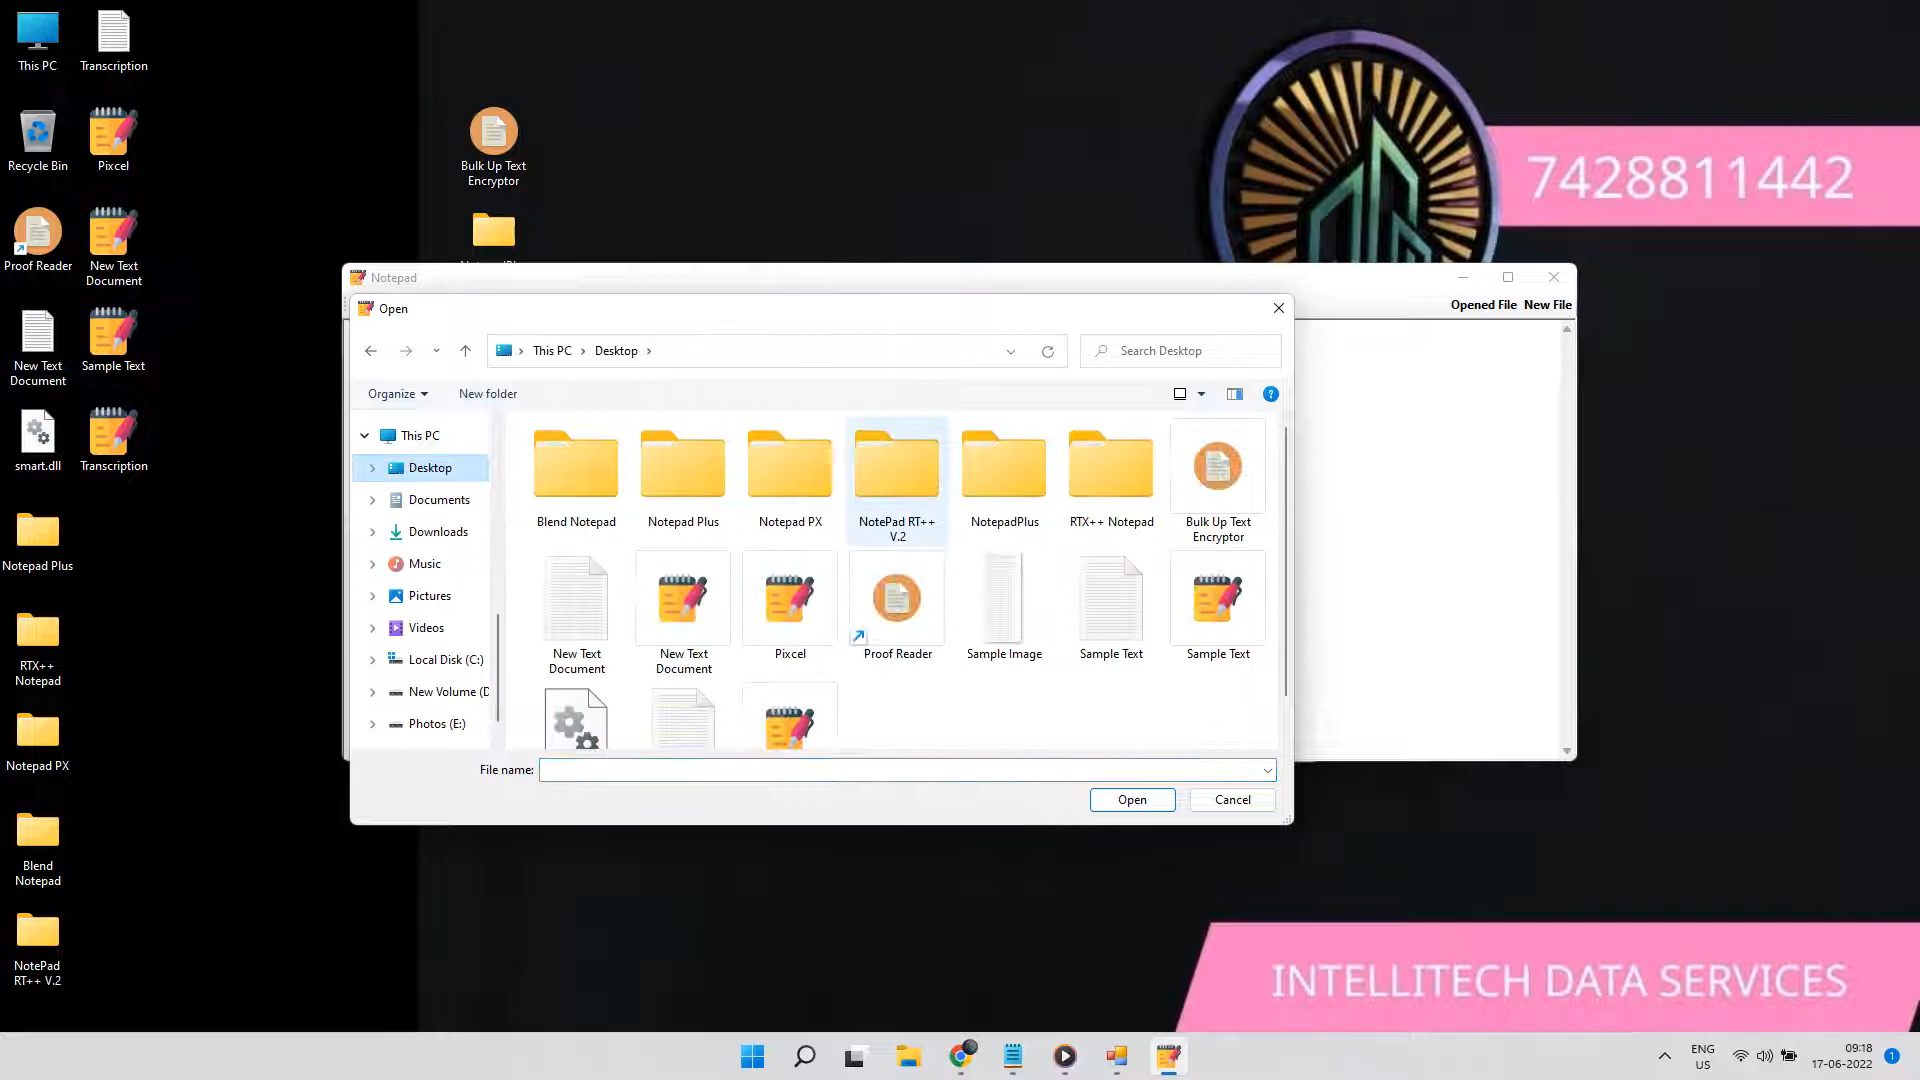 This PC
Transcription
Recycle Bin
Pixcel
Proof Reader
New Text
Document
New Text
Document
Sample Text
smart.dll
Transcription
Notepad Plus
RTX++
Notepad
Notepad PX
Blend
Notepad
NotePad
RT++ V.2
Bulk Up Text
Encryptor
7428811442
Notepad
Opened File New File
Open
This PC > Desktop >
Search Desktop
Organize
New folder
This PC
Desktop
Documents
Downloads
Music
Pictures
Videos
Local Disk (C:)
New Volume (D
Photos (E:)
Blend Notepad
Notepad Plus
Notepad PX
NotePad RT++
V.2
NotepadPlus
RTX++ Notepad
Bulk Up Text
Encryptor
New Text
Document
New Text
Document
Pixcel
Proof Reader
Sample Image
Sample Text
Sample Text
File name:
Open
Cancel
INTELLITECH DATA SERVICES
ENG
US
09:18
17-06-2022
1